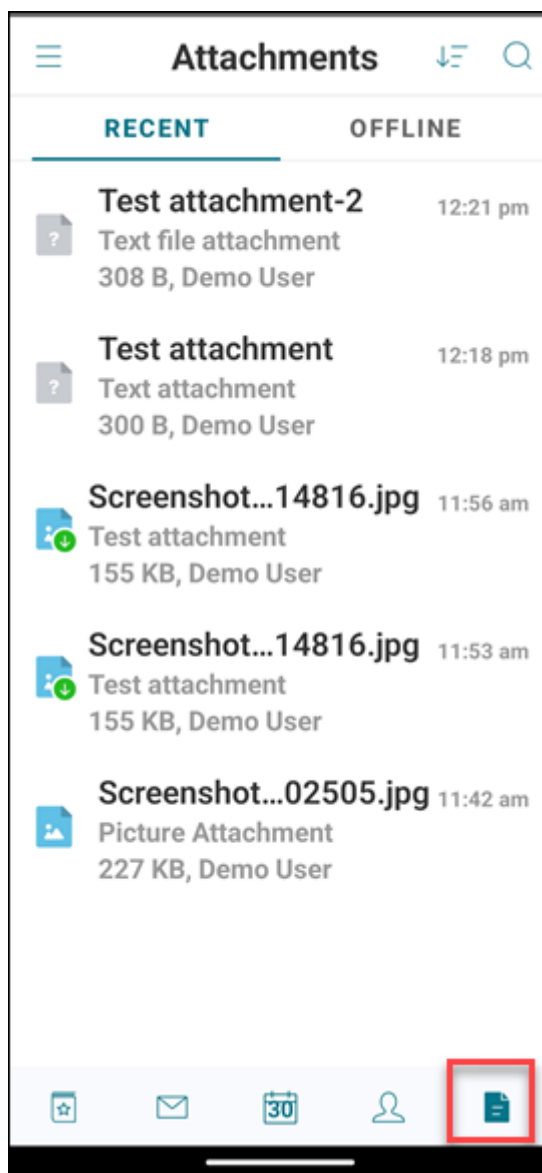 Attachments
RECENT OFFLINE
Test attachment-2 12:21 pm
Text file attachment
308 B, Demo User
Test attachment 12:18 pm
Text attachment
300 B, Demo User
Screenshot...14816.jpg 11:56 am
Test attachment
155 KB, Demo User
Screenshot...14816.jpg 11:53 am
Test attachment
155 KB, Demo User
Screenshot...02505.jpg 11:42 am
Picture Attachment
227 KB, Demo User
30